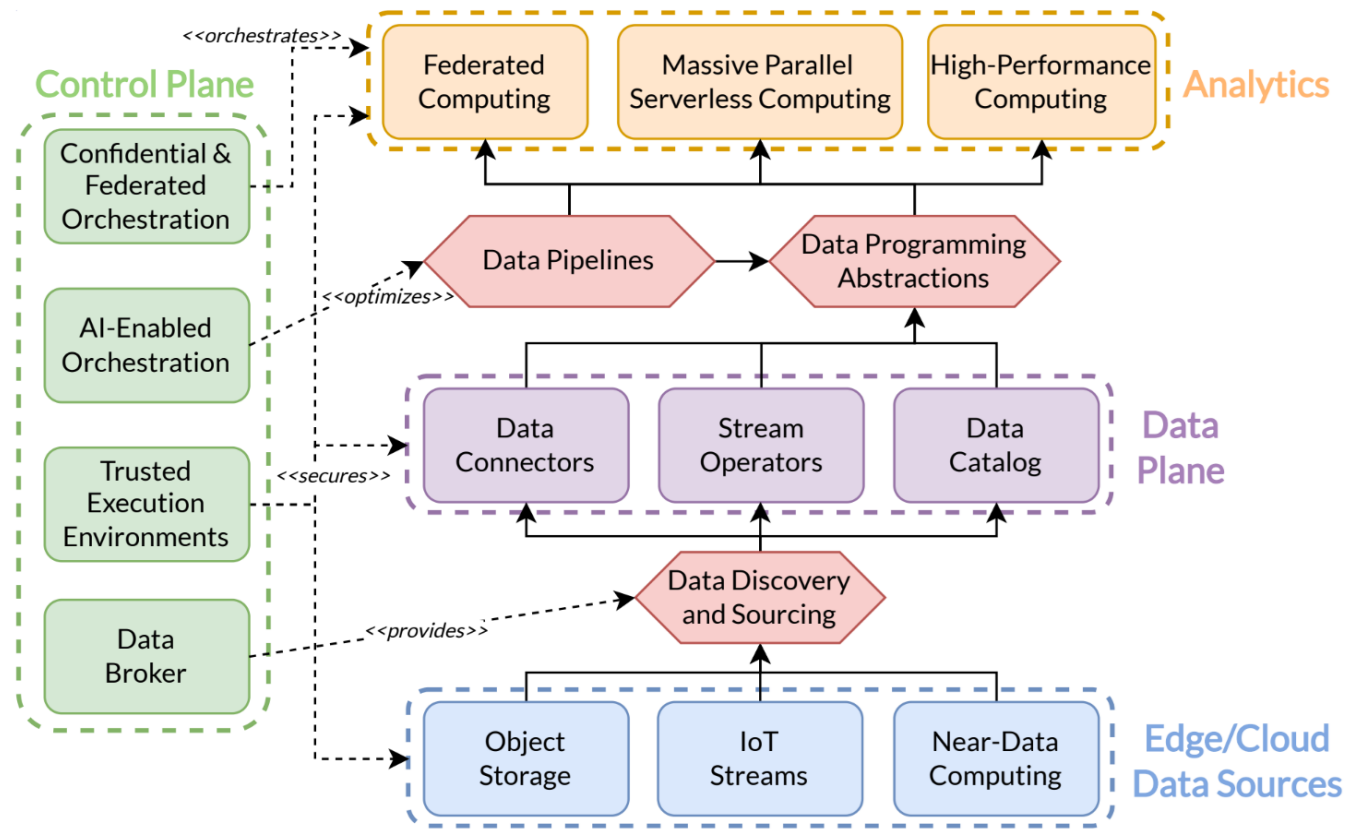 <<orchestrates>>
Federated
Computing
Massive Parallel
Serverless Computing
High-Performance
Computing
Analytics
Control Plane
Confidential &
Federated
Orchestration
Data Pipelines
Data Programming
Abstractions
<<optimizes>>
AI-Enabled
Orchestration
Data
Connectors
Stream
Operators
Data
Catalog
Data
Plane
<<secures>>
Trusted
Execution
Environments
Data Discovery
and Sourcing
<<provides>>
Data
Broker
Object
Storage
IoT
Streams
Near-Data
Computing
Edge/Cloud
Data Sources